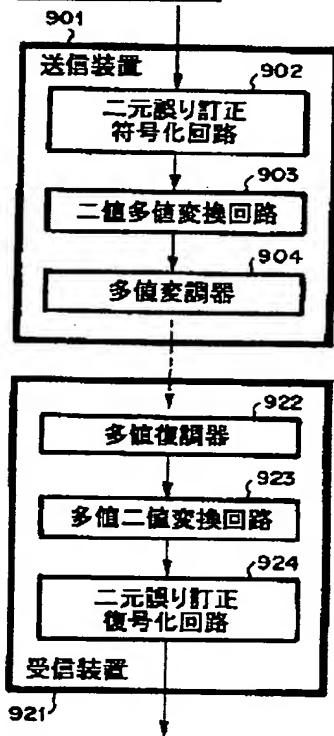 901
送信装置
902
二元誤り訂正
符号化回路
903
二値多値変換回路
904
多値変調器
922
多値復調器
923
多値二値変換回路
924
二元誤り訂正
復号化回路
受信装置
921